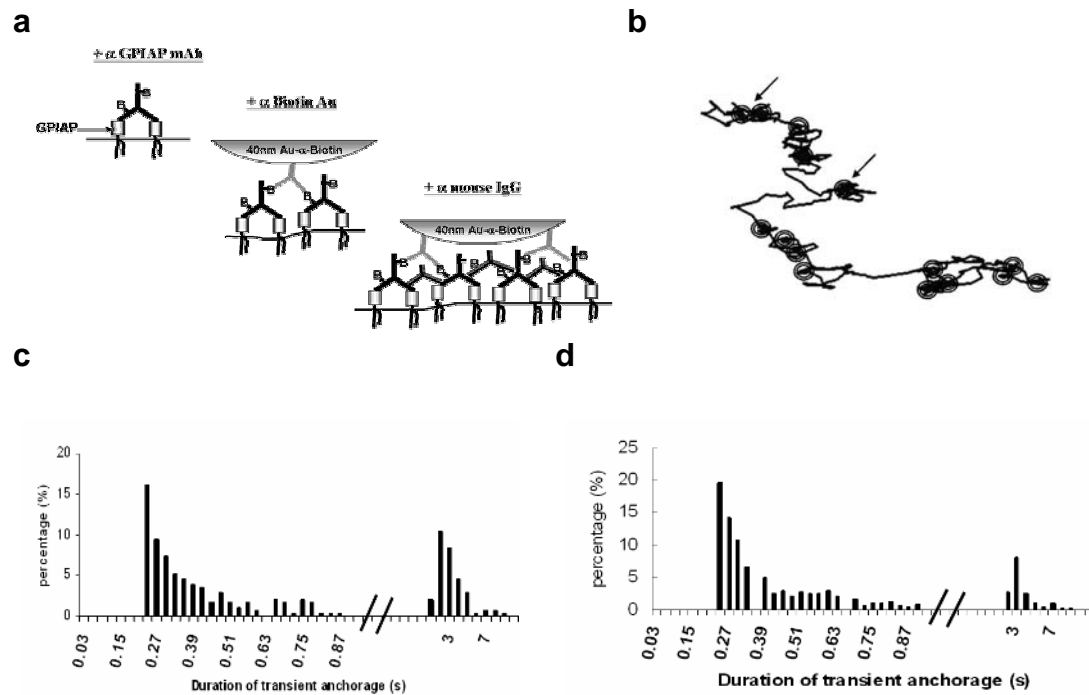 a
+ α GPIAP mAb
B
B
GPIAP
+ α Biotin Au
40nm Au-α-Biotin
B
B
B
B
+ α mouse IgG
40nm Au-α-Biotin
B
B
B
B
b
c
percentage (%)
20
15
10
5
0
0.03
0.15
0.27
0.39
0.51
0.63
0.75
0.87
3
7
Duration of transient anchorage (s)
d
percentage (%)
25
20
15
10
5
0
0.03
0.15
0.27
0.39
0.51
0.63
0.75
0.87
3
7
Duration of transient anchorage (s)